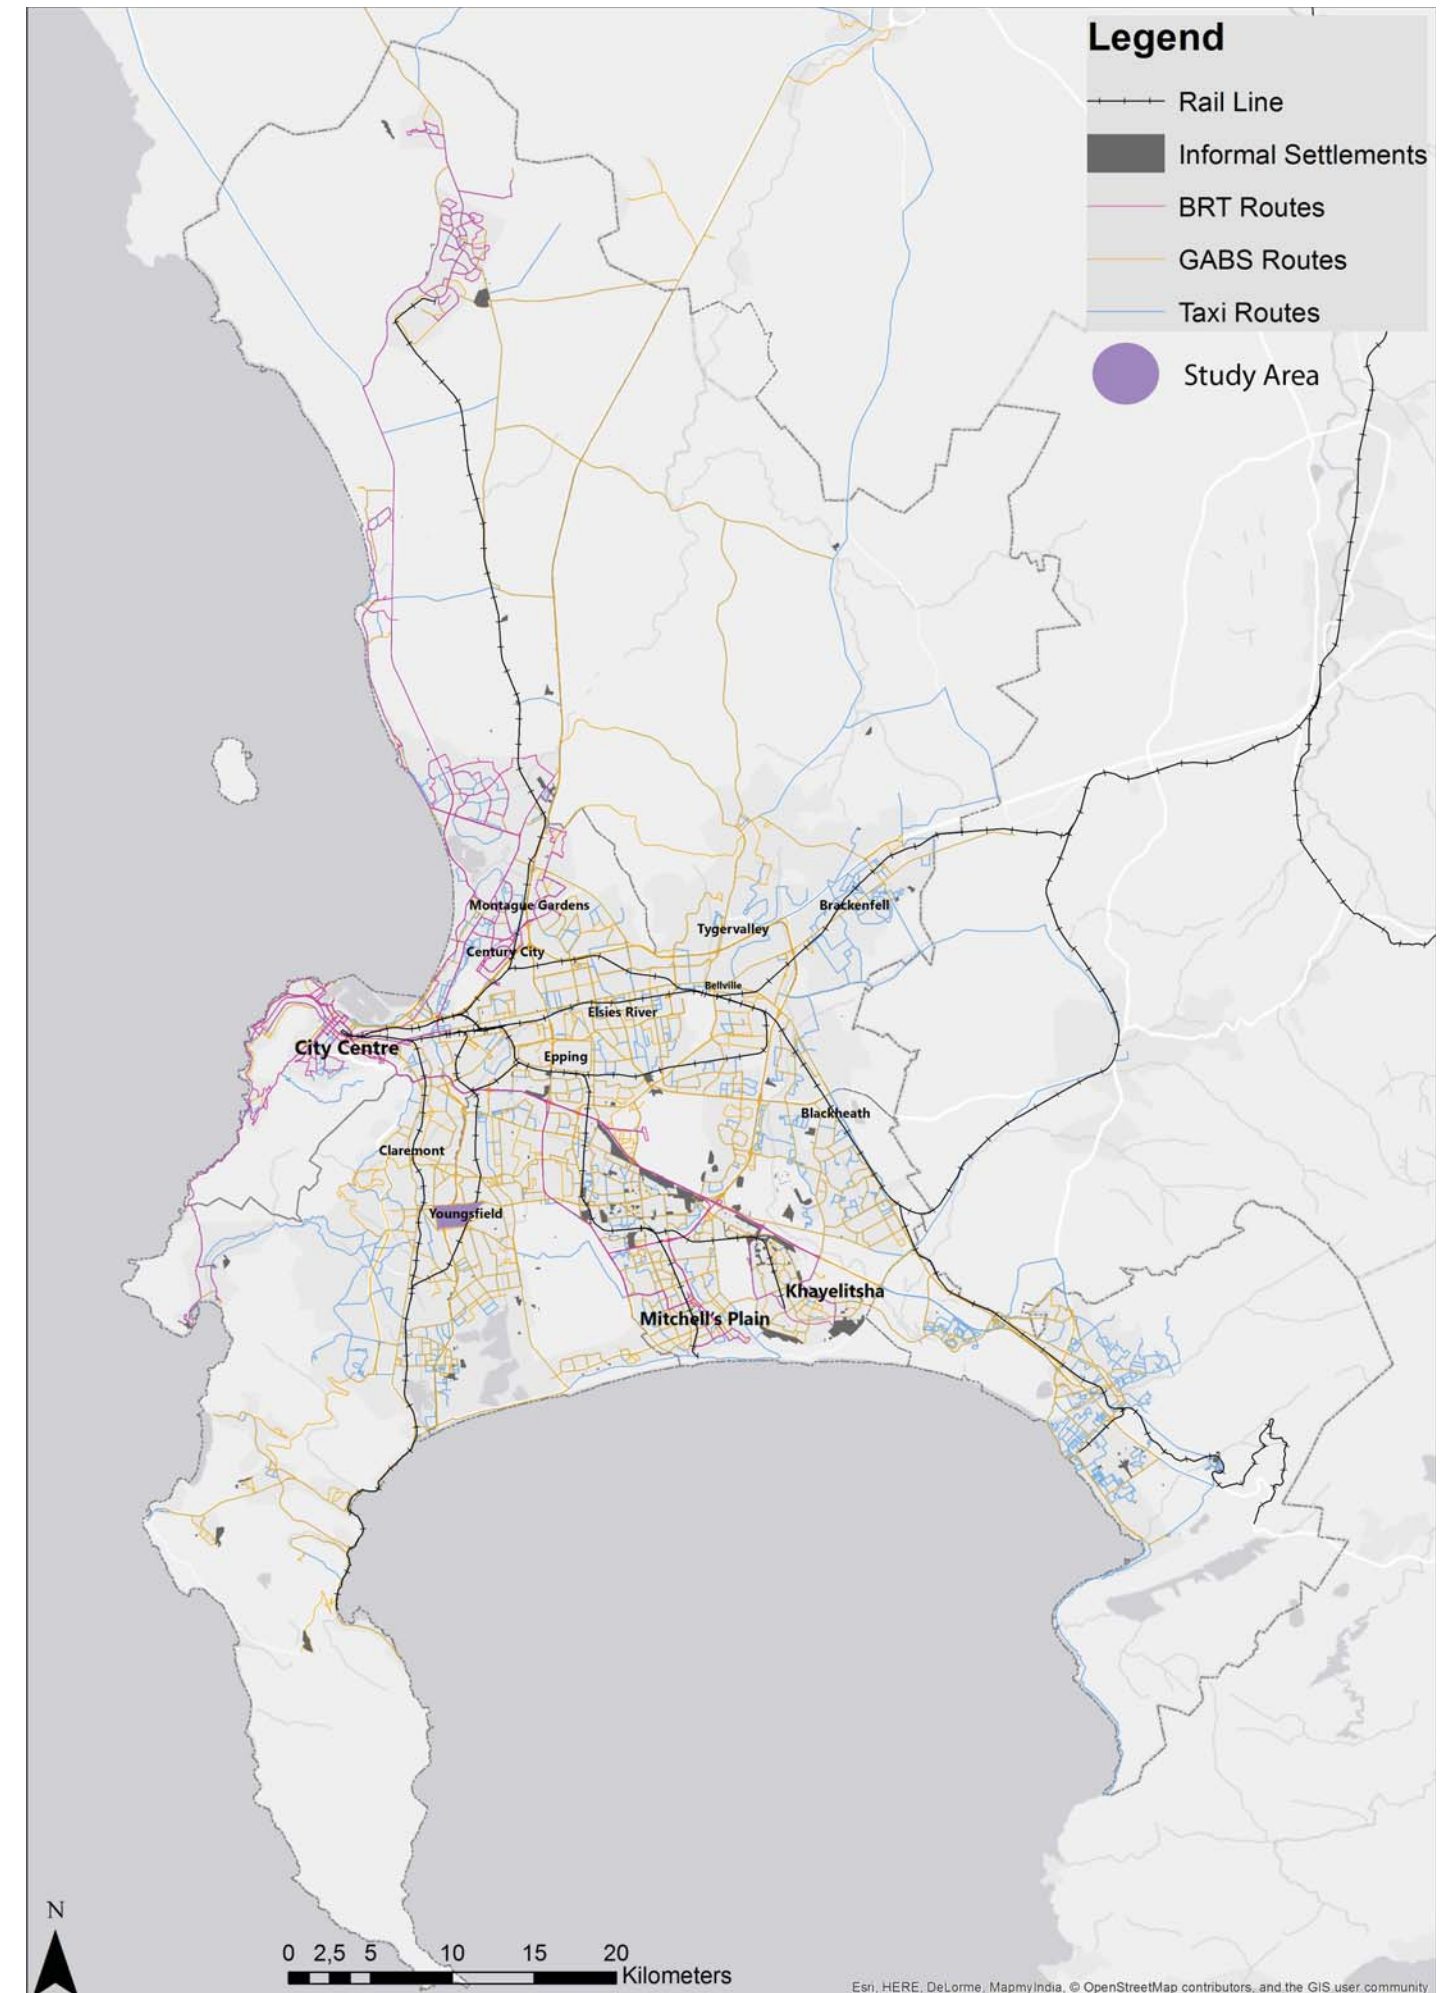 Legend
Rail Line
Informal Settlements
BRT Routes
GABS Routes
Taxi Routes
Study Area
Montague Gardens
Brackenfell
Tygervalley
Century City
Bellville
Elsies River
City Centre
Epping
Blackheath
Claremont
Youngsfield
Khayelitsha
Mitchell's Plain
N
0 2,5 5 10 15 20
Kilometers
Esri, HERE, DeLorme, MapmyIndia, © OpenStreetMap contributors, and the GIS user community